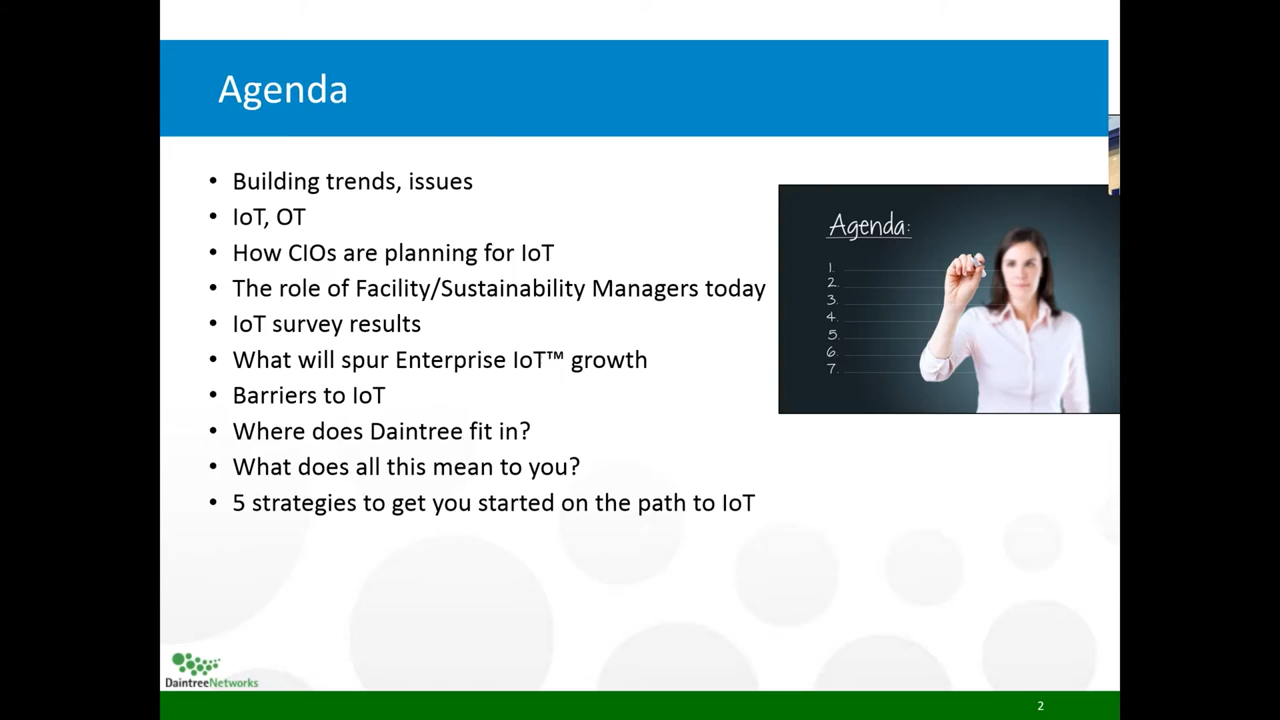 Agenda
• Building trends, issues
• IoT, OT
• How CIOs are planning for IoT
• The role of Facility/Sustainability Managers today
• IoT survey results
• What will spur Enterprise IoT™ growth
• Barriers to IoT
• Where does Daintree fit in?
• What does all this mean to you?
• 5 strategies to get you started on the path to IoT
Agenda:
1.
2.
3.
4.
5.
6.
7.
DaintreeNetworks
2